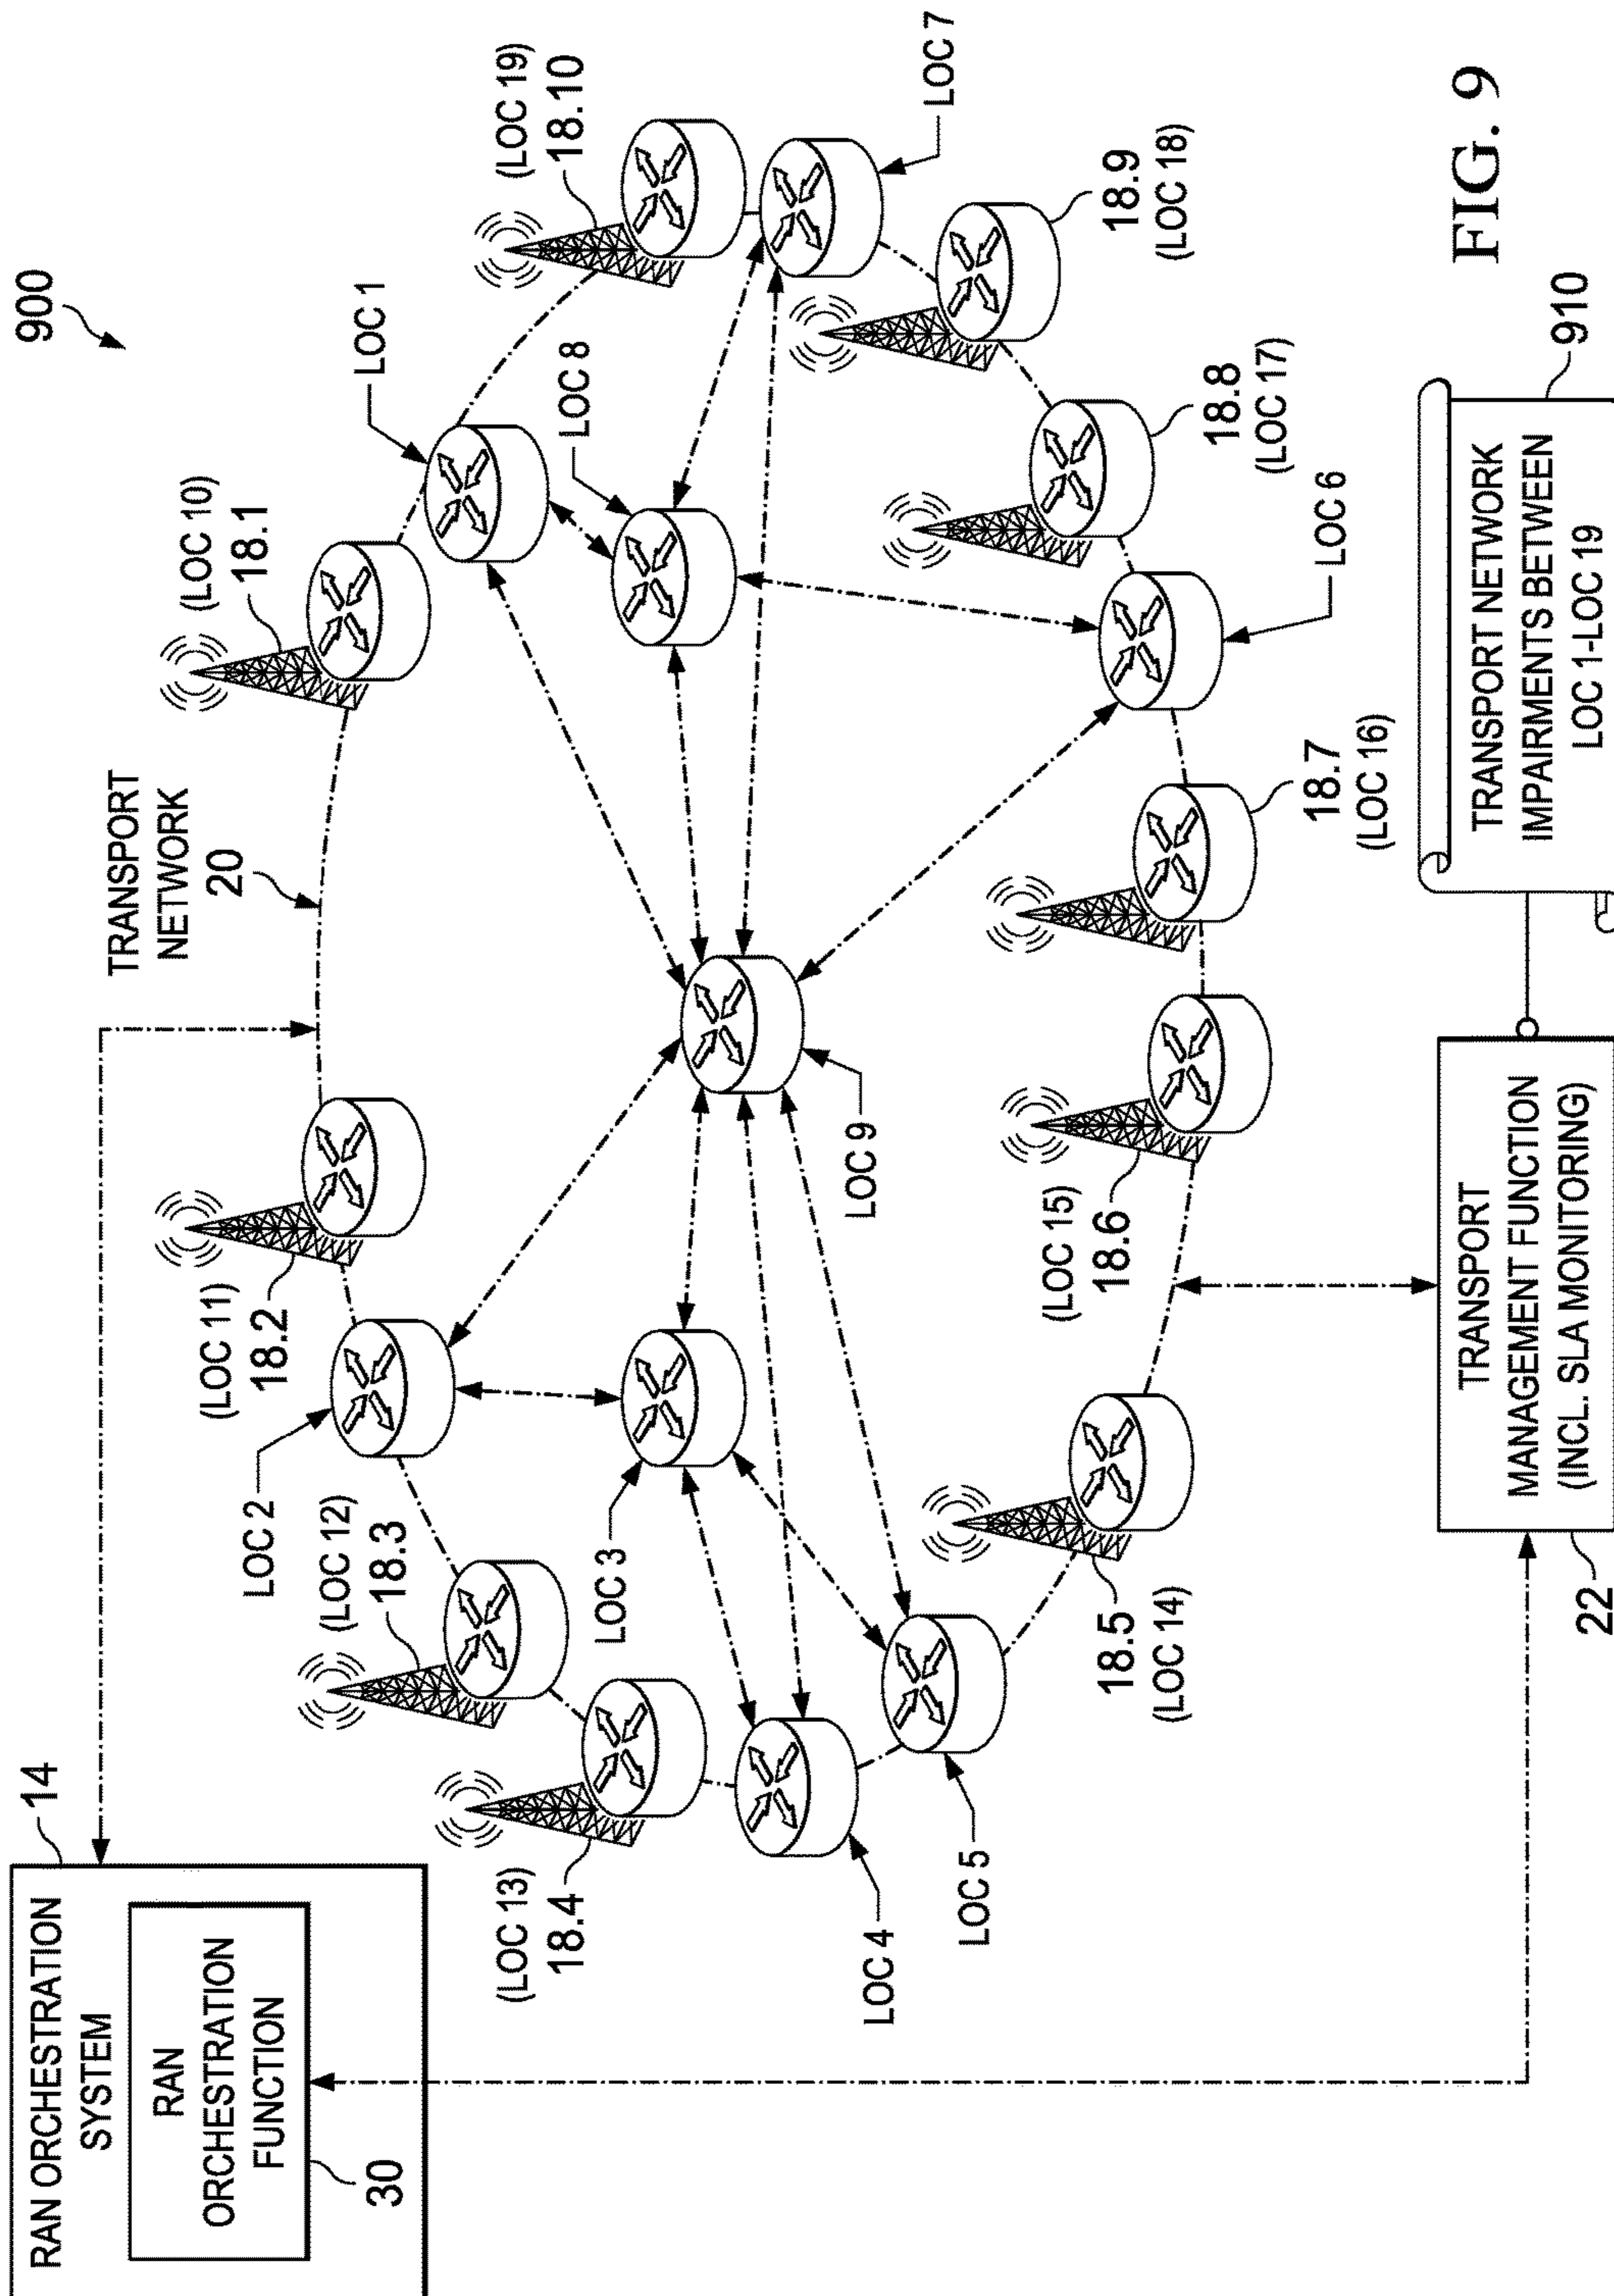 900
RAN ORCHESTRATION
SYSTEM
14
RAN
ORCHESTRATION
FUNCTION
30
TRANSPORT
NETWORK
20
(LOC 13)
18.4
(LOC 12)
18.3
LOC 2
(LOC 11)
18.2
(LOC 10)
18.1
LOC 1
(LOC 19)
18.10
LOC 8
LOC 7
LOC 3
LOC 4
LOC 5
LOC 9
18.5
(LOC 14)
(LOC 15)
18.6
18.7
(LOC 16)
LOC 6
18.8
(LOC 17)
18.9
(LOC 18)
22
TRANSPORT
MANAGEMENT FUNCTION
(INCL. SLA MONITORING)
TRANSPORT NETWORK
IMPAIRMENTS BETWEEN
LOC 1-LOC 19
910
FIG. 9